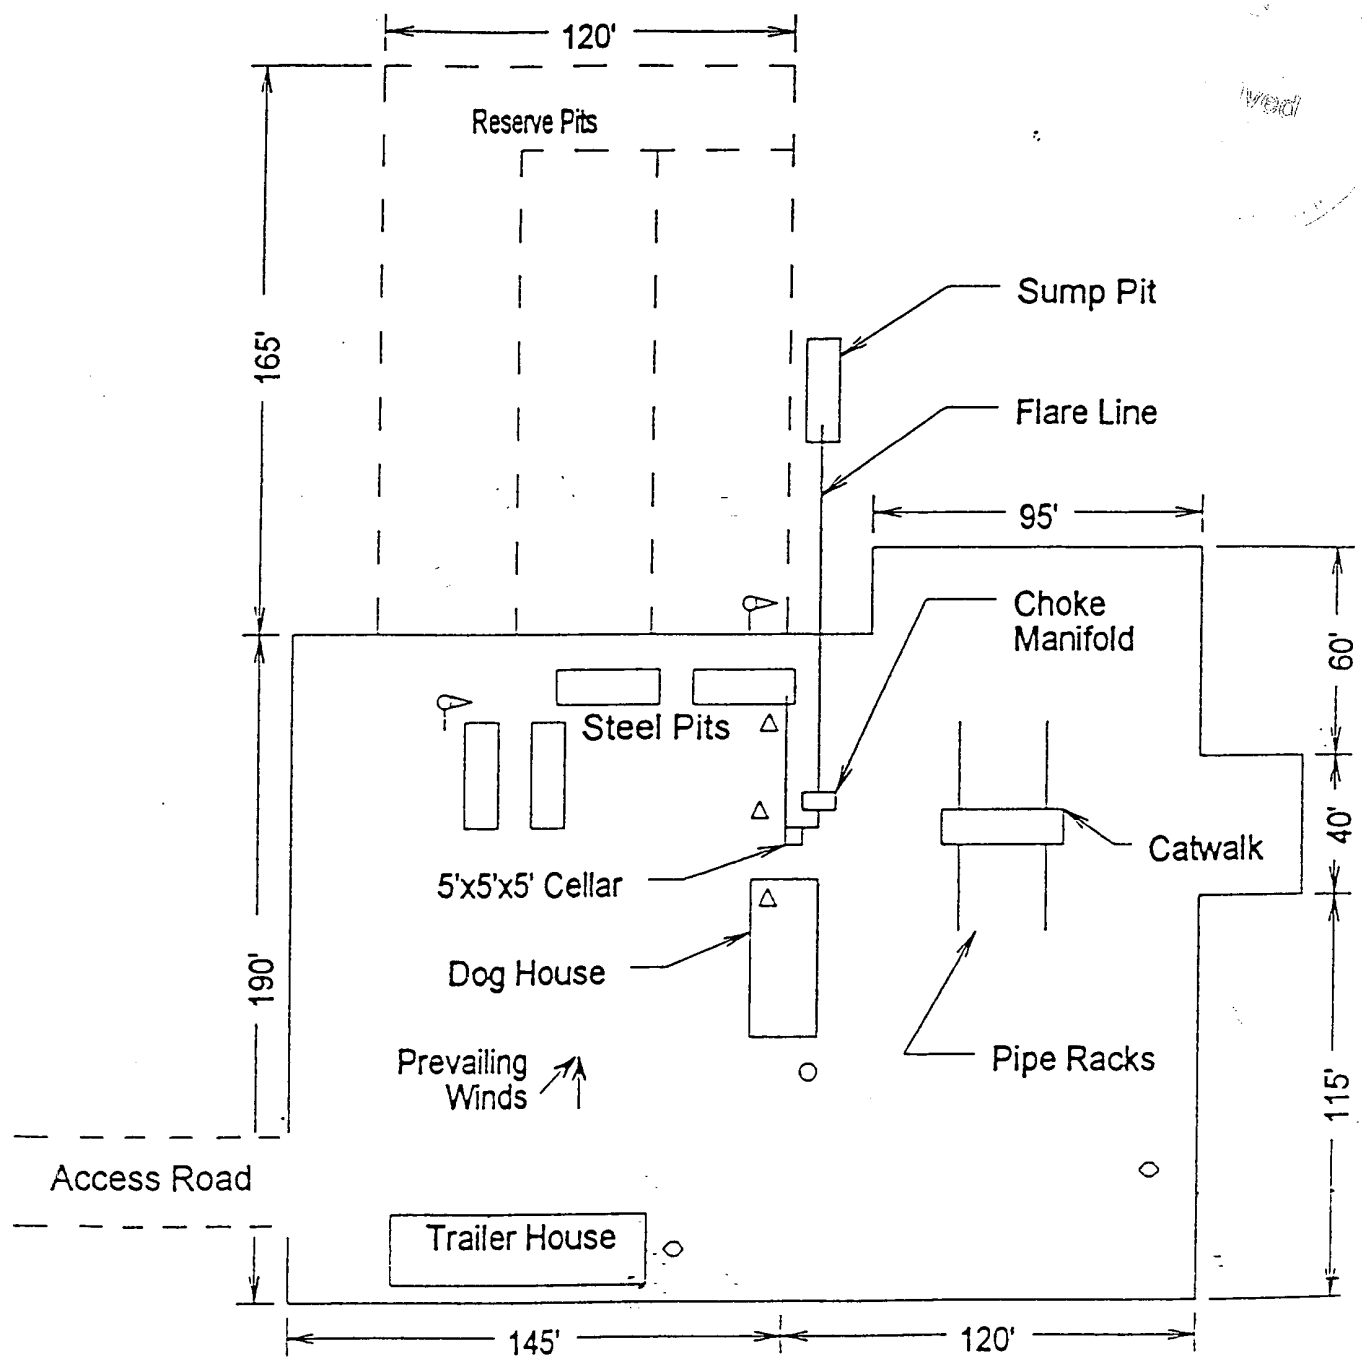 120'
Reserve Pits
165'
Sump Pit
Flare Line
95'
Choke
Manifold
60'
Steel Pits
40'
Catwalk
5'x5'x5' Cellar
Dog House
190'
Prevailing
Winds
Pipe Racks
115'
Access Road
Trailer House
145'
120'